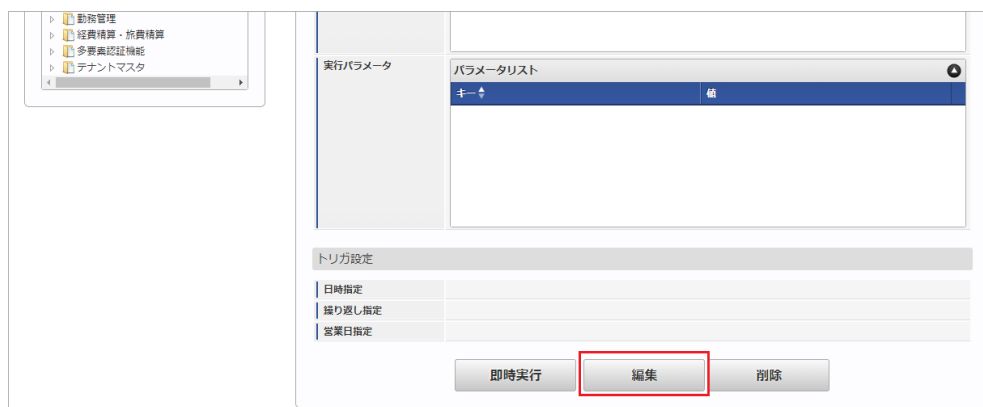 勤務管理
経費精算・旅費精算
多要素認証機能
テナントマスタ
実行パラメータ
パラメータリスト
キー 値
トリガ設定
日時指定
繰り返し指定
営業日指定
即時実行 編集 削除